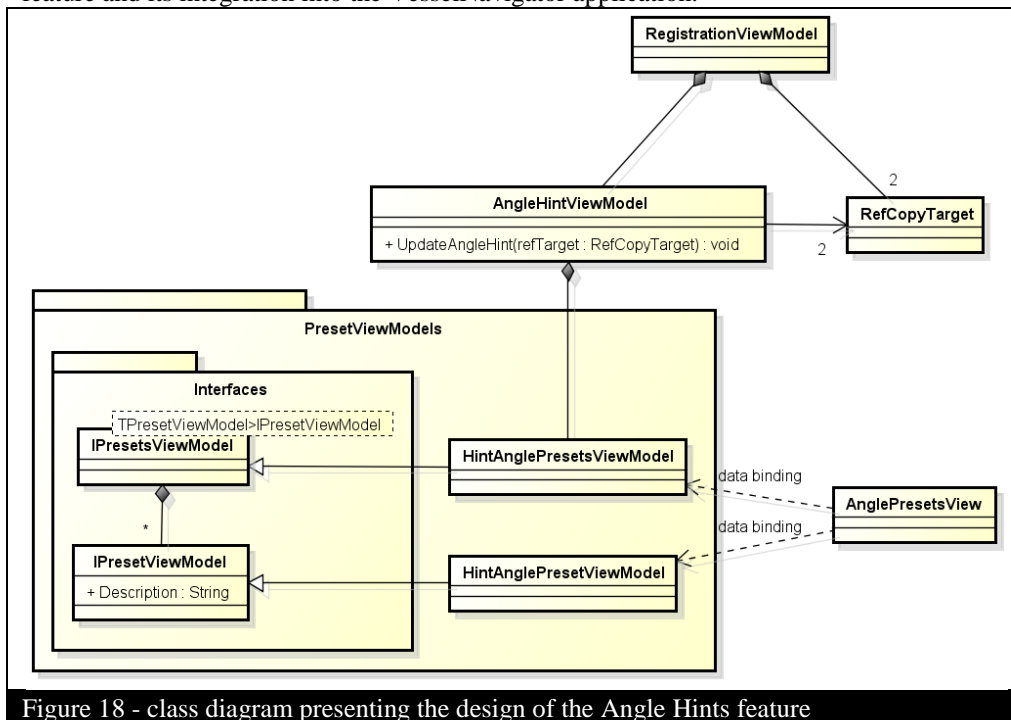 feature and its integration into the VesselNavigator application.
RegistrationViewModel
2
AngleHintViewModel
+ UpdateAngleHint(refTarget : RefCopyTarget) : void
2
RefCopyTarget
PresetViewModels
Interfaces
TPresetViewModel>IPresetViewModel
IPresetsViewModel
HintAnglePresetsViewModel
data binding
AnglePresetsView
*
data binding
IPresetViewModel
+ Description : String
HintAnglePresetViewModel
Figure 18 - class diagram presenting the design of the Angle Hints feature